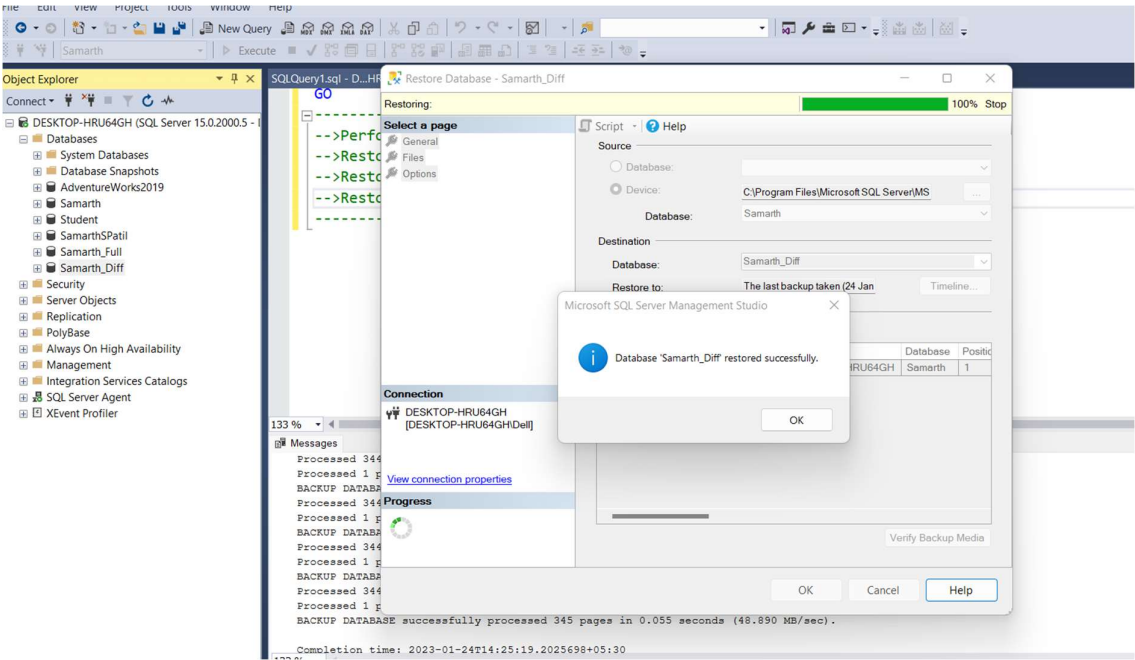 File Edit View Project Tools Window Help
New Query MDX DMX XMLA DAX
Samarth Execute
Object Explorer
Connect
DESKTOP-HRU64GH (SQL Server 15.0.2000.5 - I
Databases
System Databases
Database Snapshots
AdventureWorks2019
Samarth
Student
SamarthSPatil
Samarth_Full
Samarth_Diff
Security
Server Objects
Replication
PolyBase
Always On High Availability
Management
Integration Services Catalogs
SQL Server Agent
XEvent Profiler
SQLQuery1.sql - D...HR
GO
--------
-->Perfo
-->Resto
-->Resto
-->Resto
--------
133 %
Messages
Processed 344
Processed 1 p
BACKUP DATABA
Processed 344
Processed 1 p
BACKUP DATABA
Processed 344
Processed 1 p
BACKUP DATABA
Processed 344
Processed 1 p
BACKUP DATABASE successfully processed 345 pages in 0.055 seconds (48.890 MB/sec).
Completion time: 2023-01-24T14:25:19.2025698+05:30
133 %
Restore Database - Samarth_Diff
Restoring: 100% Stop
Select a page
General
Files
Options
Connection
DESKTOP-HRU64GH
[DESKTOP-HRU64GH\Dell]
View connection properties
Progress
Script Help
Source
Database:
Device: C:\Program Files\Microsoft SQL Server\MS ...
Database: Samarth
Destination
Database: Samarth_Diff
Restore to: The last backup taken (24 Jan Timeline...
Database Positic
HRU64GH Samarth 1
Verify Backup Media
OK Cancel Help
Microsoft SQL Server Management Studio
Database 'Samarth_Diff' restored successfully.
OK